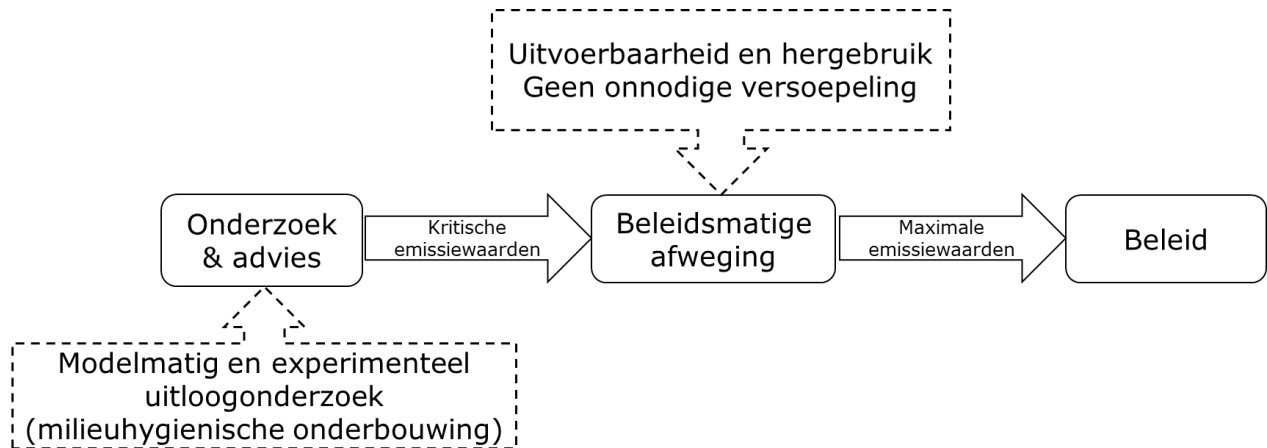 Uitvoerbaarheid en hergebruik
Geen onnodige versoepeling
Onderzoek
& advies
Kritische
emissiewaarden
Beleidsmatige
afweging
Maximale
emissiewaarden
Beleid
Modelmatig en experimenteel
uitloogonderzoek
(milieuhygienische onderbouwing)